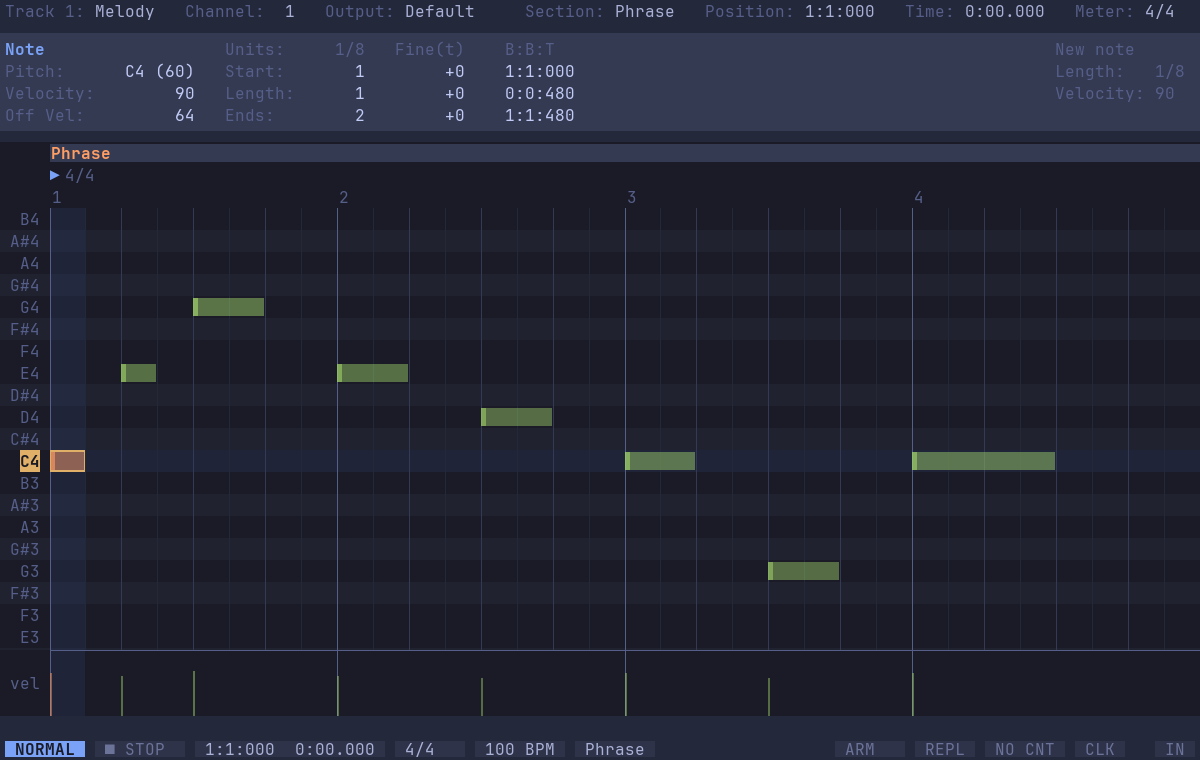 Track 1: Melody Channel: 1 Output: Default Section: Phrase Position: 1:1:000 Time: 0:00.000 Meter: 4/4
Note Units: 1/8 Fine(t) B:B:T New note
Pitch: C4 (60) Start: 1 +0 1:1:000 Length: 1/8
Velocity: 90 Length: 1 +0 0:0:480 Velocity: 90
Off Vel: 64 Ends: 2 +0 1:1:480
Phrase
4/4
1 2 3 4
B4
A#4
A4
G#4
G4
F#4
F4
E4
D#4
D4
C#4
C4
B3
A#3
A3
G#3
G3
F#3
F3
E3
vel
NORMAL STOP 1:1:000 0:00.000 4/4 100 BPM Phrase ARM REPL NO CNT CLK IN